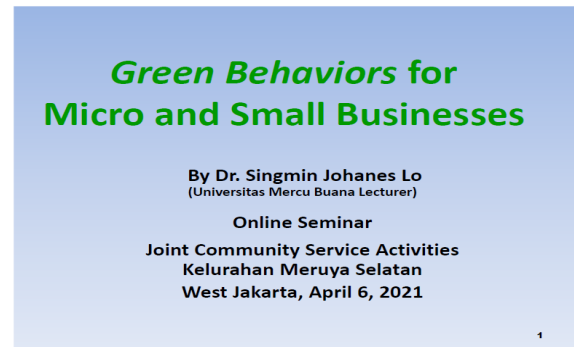 Green Behaviors for
Micro and Small Businesses
By Dr. Singmin Johanes Lo
(Universitas Mercu Buana Lecturer)
Online Seminar
Joint Community Service Activities
Kelurahan Meruya Selatan
West Jakarta, April 6, 2021
1